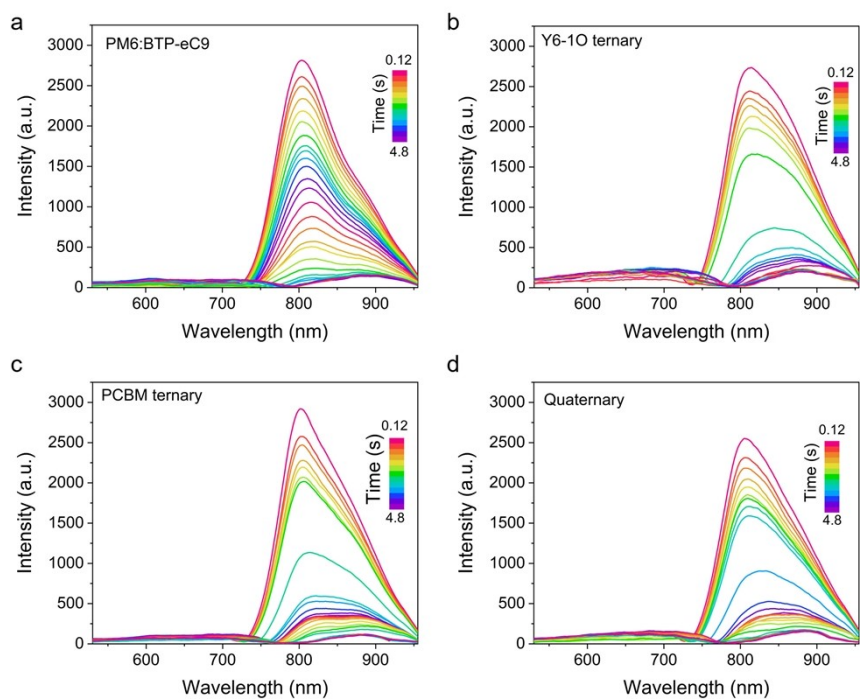 a
PM6:BTP-eC9
0.12
Time (s)
4.8
3000
2500
2000
1500
1000
500
0
Intensity (a.u.)
600 700 800 900
Wavelength (nm)
b
Y6-1O ternary
0.12
Time (s)
4.8
3000
2500
2000
1500
1000
500
0
Intensity (a.u.)
600 700 800 900
Wavelength (nm)
c
PCBM ternary
0.12
Time (s)
4.8
3000
2500
2000
1500
1000
500
0
Intensity (a.u.)
600 700 800 900
Wavelength (nm)
d
Quaternary
0.12
Time (s)
4.8
3000
2500
2000
1500
1000
500
0
Intensity (a.u.)
600 700 800 900
Wavelength (nm)